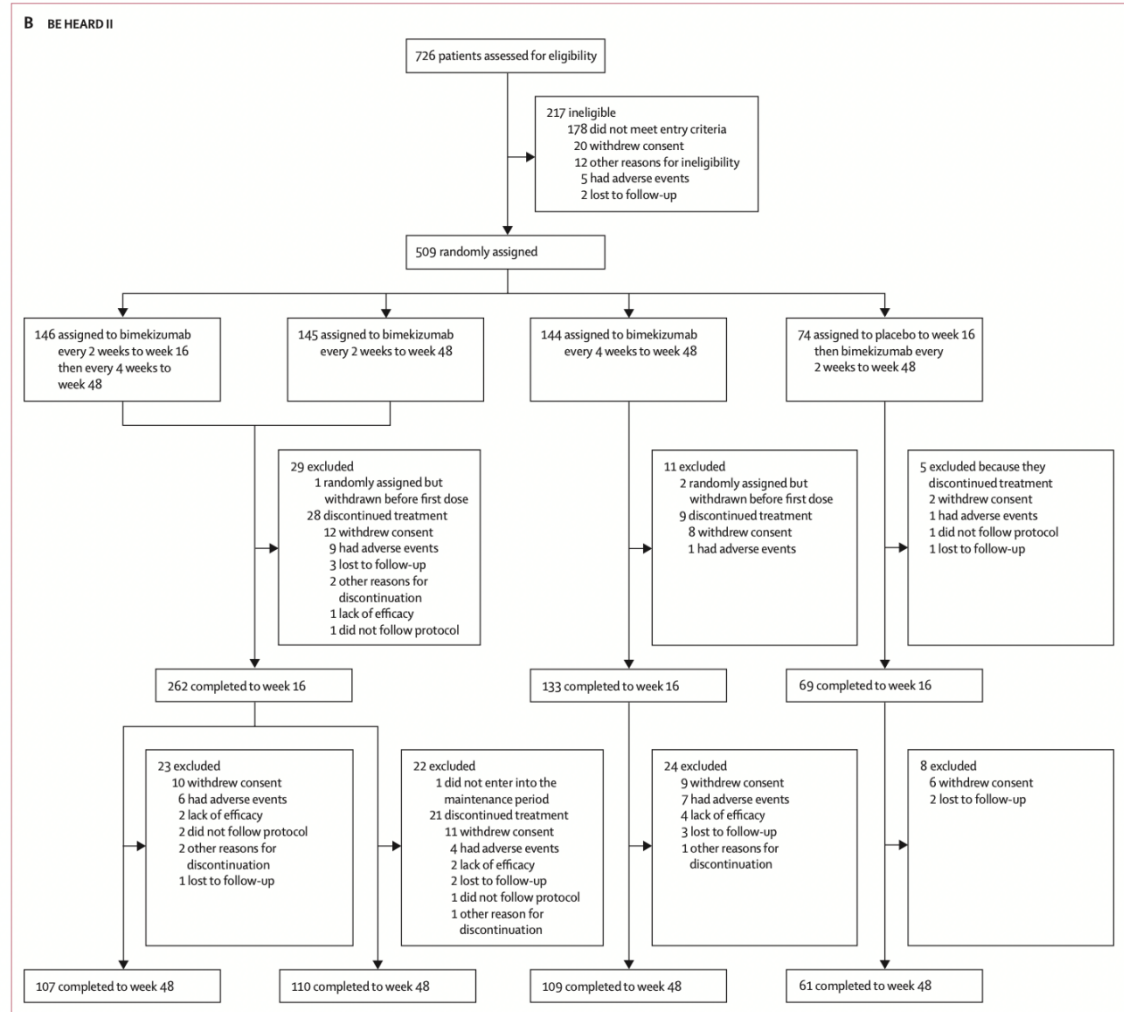 B BE HEARD II
726 patients assessed for eligibility
217 ineligible
178 did not meet entry criteria
20 withdrew consent
12 other reasons for ineligibility
5 had adverse events
2 lost to follow-up
509 randomly assigned
146 assigned to bimekizumab
every 2 weeks to week 16
then every 4 weeks to
week 48
145 assigned to bimekizumab
every 2 weeks to week 48
144 assigned to bimekizumab
every 4 weeks to week 48
74 assigned to placebo to week 16
then bimekizumab every
2 weeks to week 48
29 excluded
1 randomly assigned but
withdrawn before first dose
28 discontinued treatment
12 withdrew consent
9 had adverse events
3 lost to follow-up
2 other reasons for
discontinuation
1 lack of efficacy
1 did not follow protocol
11 excluded
2 randomly assigned but
withdrawn before first dose
9 discontinued treatment
8 withdrew consent
1 had adverse events
5 excluded because they
discontinued treatment
2 withdrew consent
1 had adverse events
1 did not follow protocol
1 lost to follow-up
262 completed to week 16
133 completed to week 16
69 completed to week 16
23 excluded
10 withdrew consent
6 had adverse events
2 lack of efficacy
2 did not follow protocol
2 other reasons for
discontinuation
1 lost to follow-up
22 excluded
1 did not enter into the
maintenance period
21 discontinued treatment
11 withdrew consent
4 had adverse events
2 lack of efficacy
2 lost to follow-up
1 did not follow protocol
1 other reason for
discontinuation
24 excluded
9 withdrew consent
7 had adverse events
4 lack of efficacy
3 lost to follow-up
1 other reasons for
discontinuation
8 excluded
6 withdrew consent
2 lost to follow-up
107 completed to week 48
110 completed to week 48
109 completed to week 48
61 completed to week 48